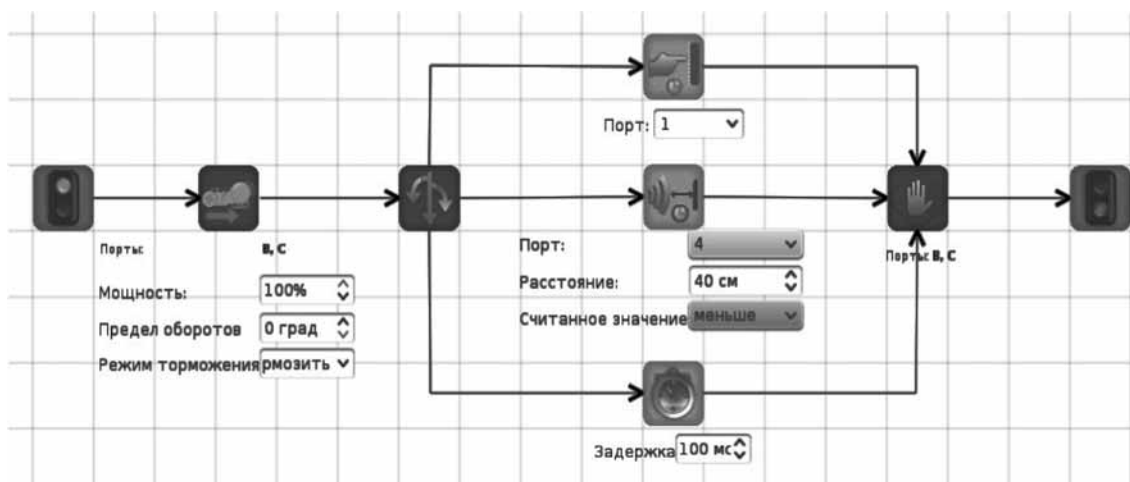 Порт: 1
Порты: B, C
Мощность: 100%
Предел оборотов 0 град
Режим торможения рмозить
Порт: 4
Расстояние: 40 см
Считанное значение меньше
Порты: B, C
Задержка 100 мс